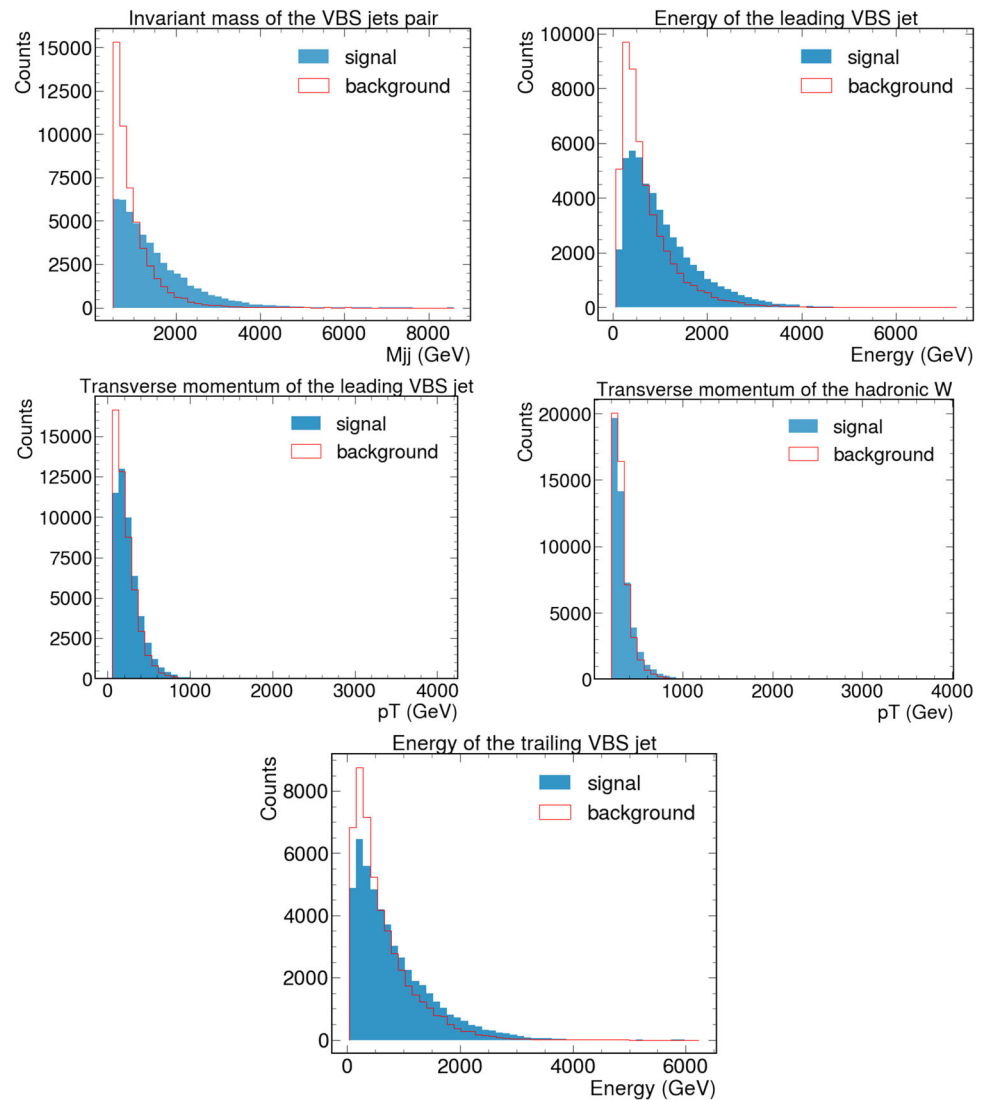 Invariant mass of the VBS jets pair
Counts
15000
12500
10000
7500
5000
2500
0
signal
background
2000
4000
6000
8000
Mjj (GeV)
Energy of the leading VBS jet
Counts
10000
8000
6000
4000
2000
0
signal
background
0
2000
4000
6000
Energy (GeV)
Transverse momentum of the leading VBS jet
Counts
15000
12500
10000
7500
5000
2500
0
signal
background
0
1000
2000
3000
4000
pT (GeV)
Transverse momentum of the hadronic W
Counts
20000
15000
10000
5000
0
signal
background
1000
2000
3000
4000
pT (Gev)
Energy of the trailing VBS jet
Counts
8000
6000
4000
2000
0
signal
background
0
2000
4000
6000
Energy (GeV)